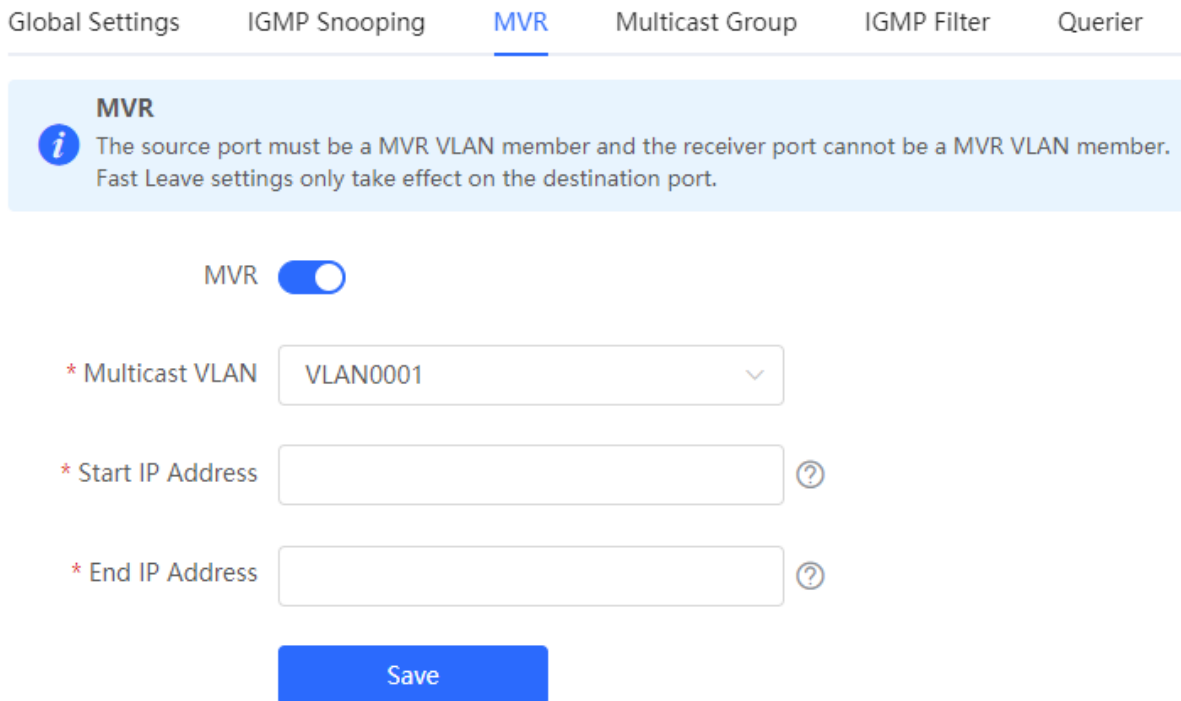 Global Settings IGMP Snooping MVR Multicast Group IGMP Filter Querier
MVR
The source port must be a MVR VLAN member and the receiver port cannot be a MVR VLAN member.
Fast Leave settings only take effect on the destination port.
MVR
* Multicast VLAN VLAN0001
* Start IP Address
* End IP Address
Save